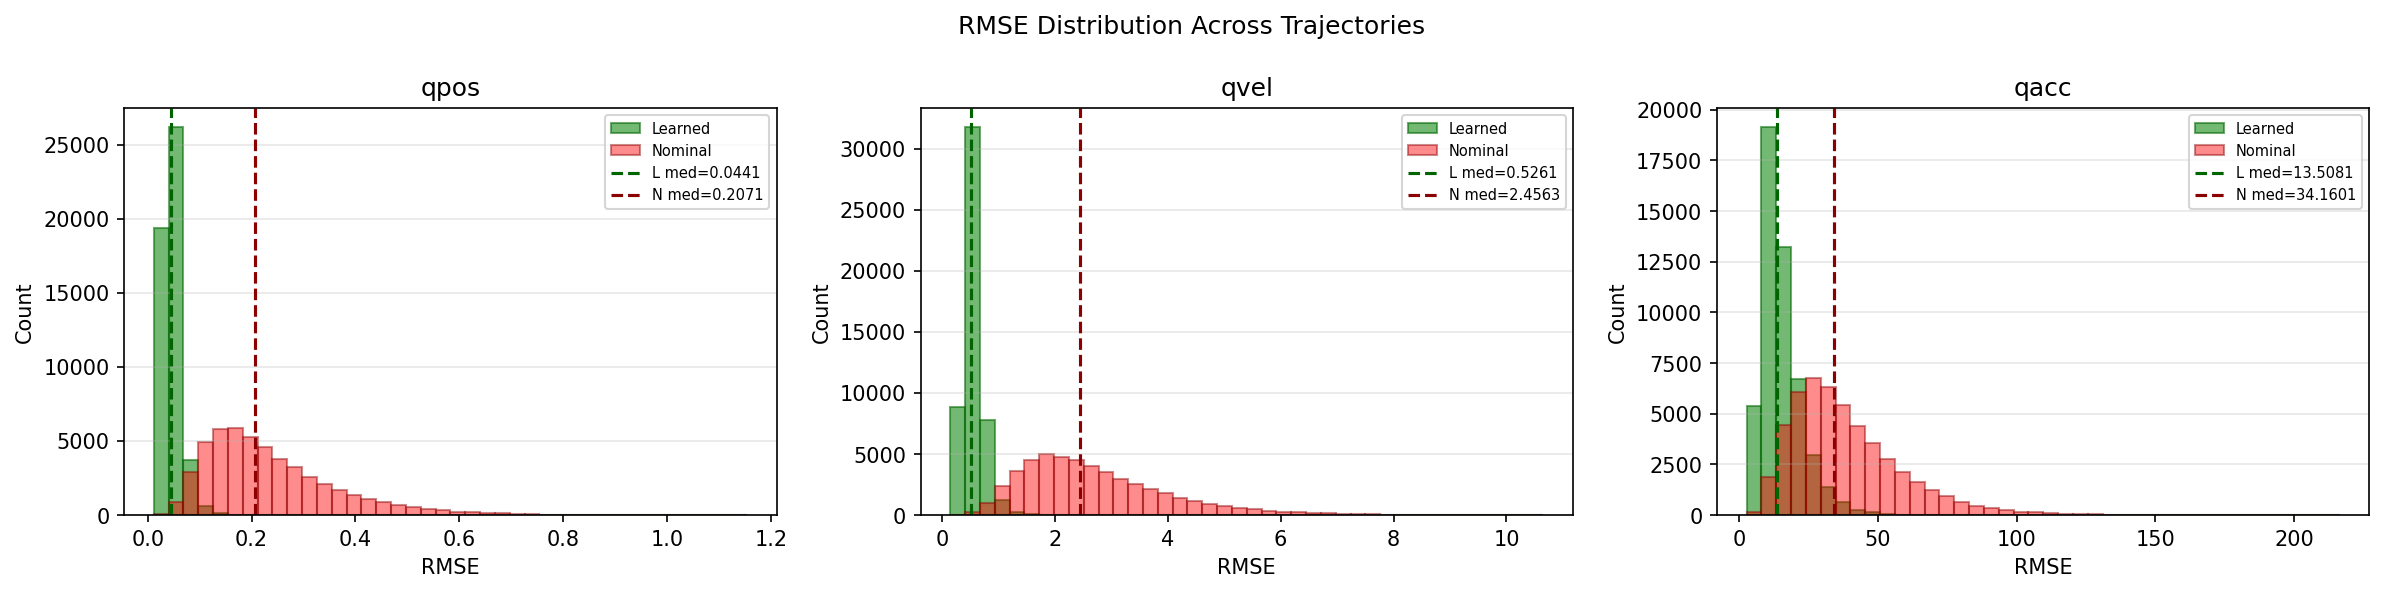 RMSE Distribution Across Trajectories
qpos
Count
25000
20000
15000
10000
5000
0
Learned
Nominal
L med=0.0441
N med=0.2071
0.0 0.2 0.4 0.6 0.8 1.0 1.2
RMSE
qvel
Count
30000
25000
20000
15000
10000
5000
0
Learned
Nominal
L med=0.5261
N med=2.4563
0 2 4 6 8 10
RMSE
qacc
Count
20000
17500
15000
12500
10000
7500
5000
2500
0
Learned
Nominal
L med=13.5081
N med=34.1601
0 50 100 150 200
RMSE